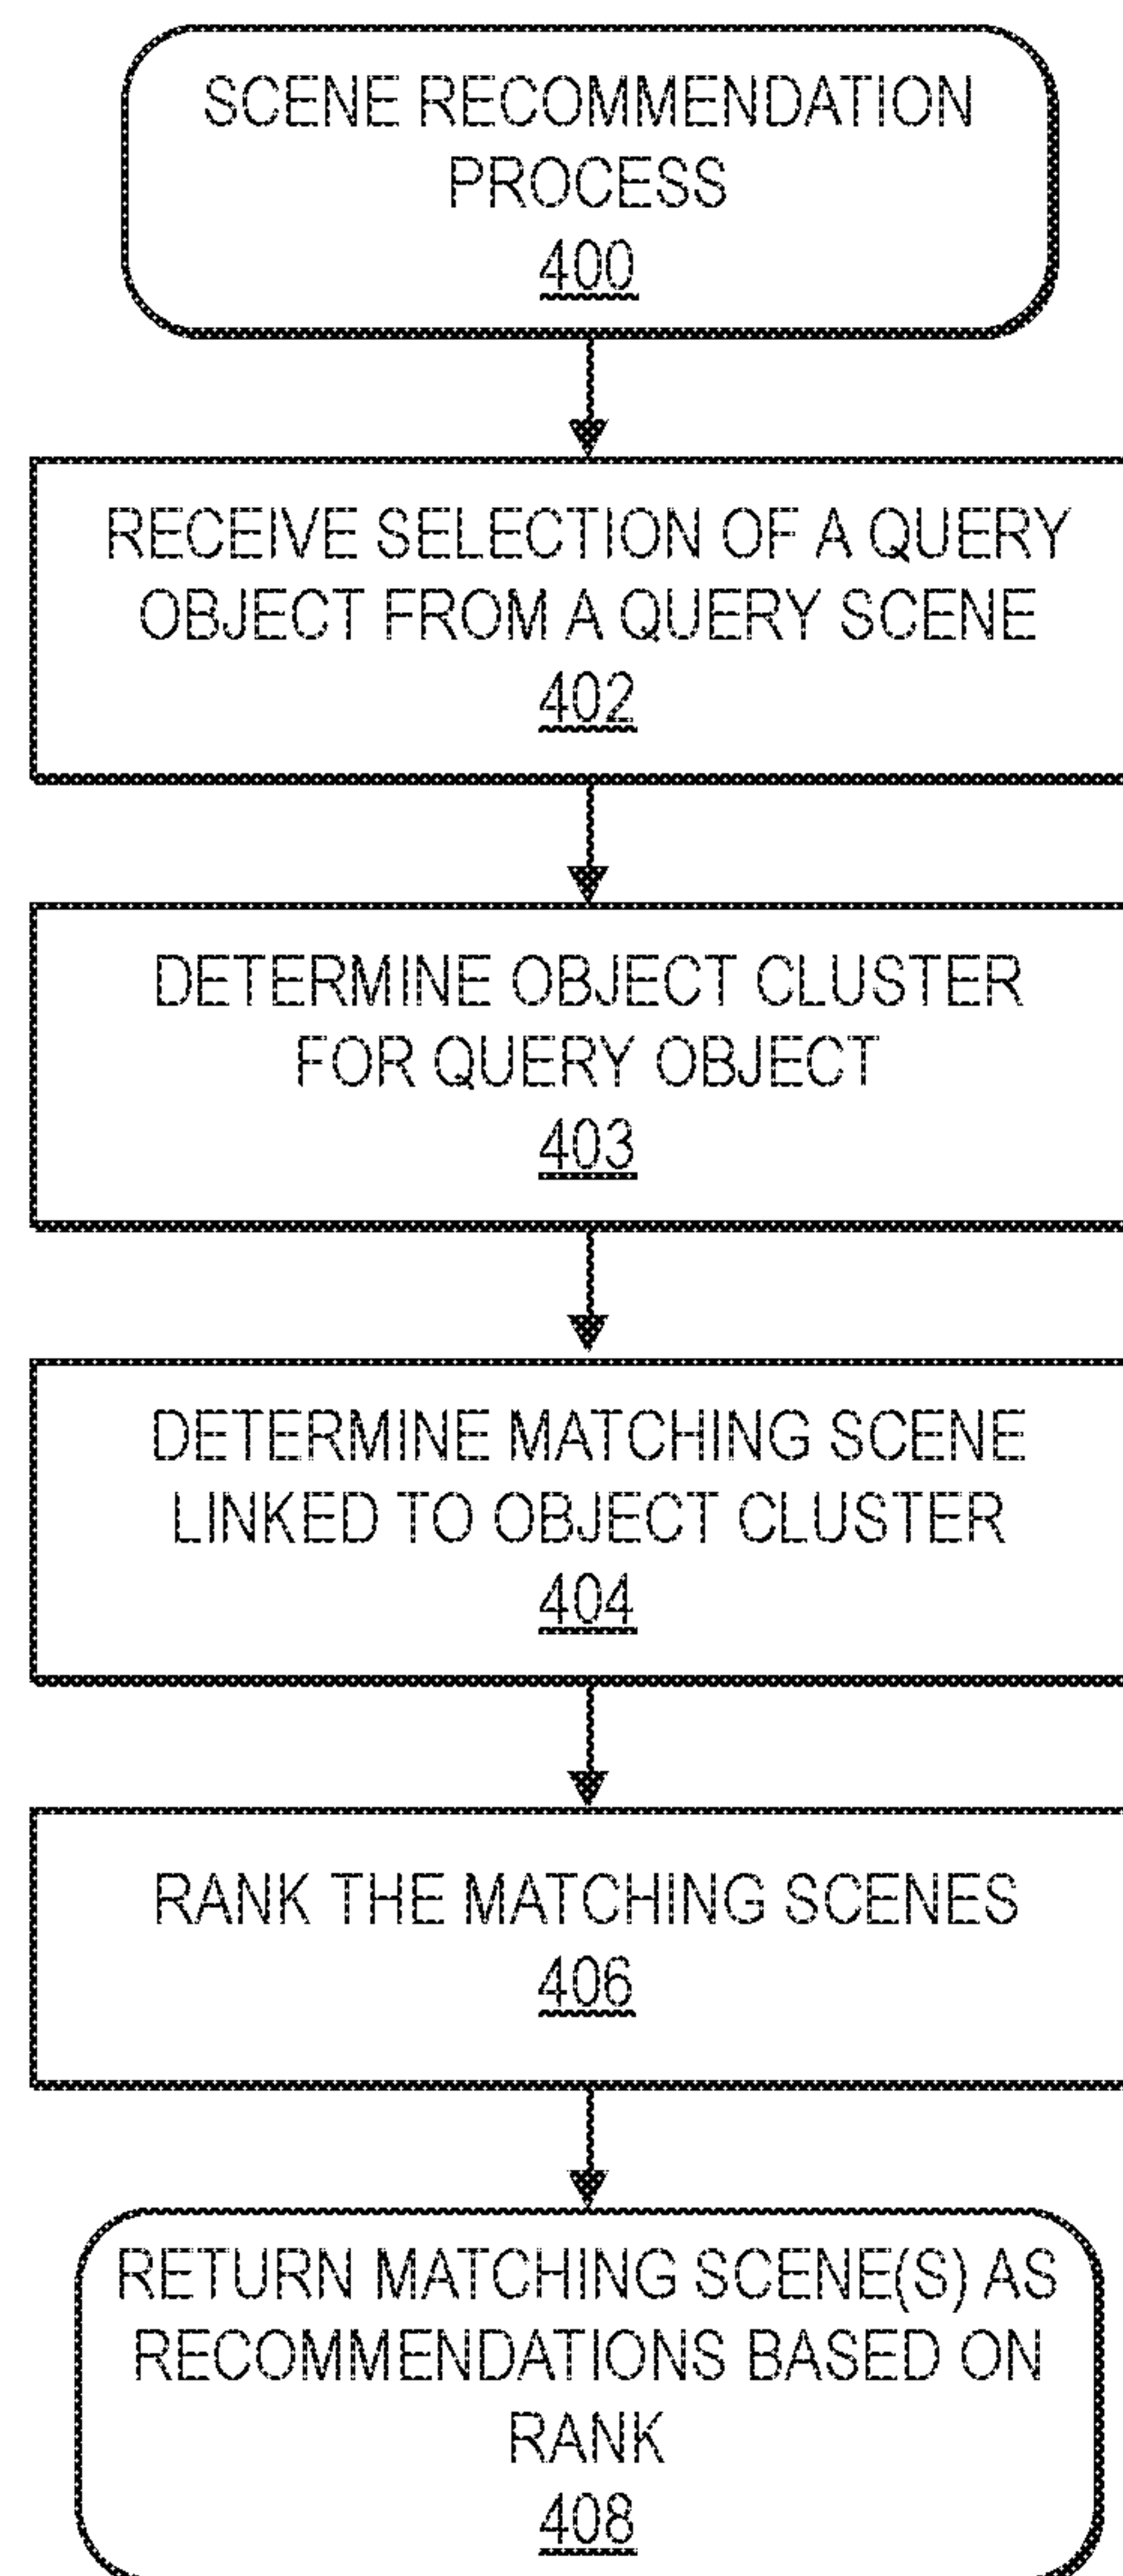 SCENE RECOMMENDATION
PROCESS
400
RECEIVE SELECTION OF A QUERY
OBJECT FROM A QUERY SCENE
402
DETERMINE OBJECT CLUSTER
FOR QUERY OBJECT
403
DETERMINE MATCHING SCENE
LINKED TO OBJECT CLUSTER
404
RANK THE MATCHING SCENES
406
RETURN MATCHING SCENE(S) AS
RECOMMENDATIONS BASED ON
RANK
408